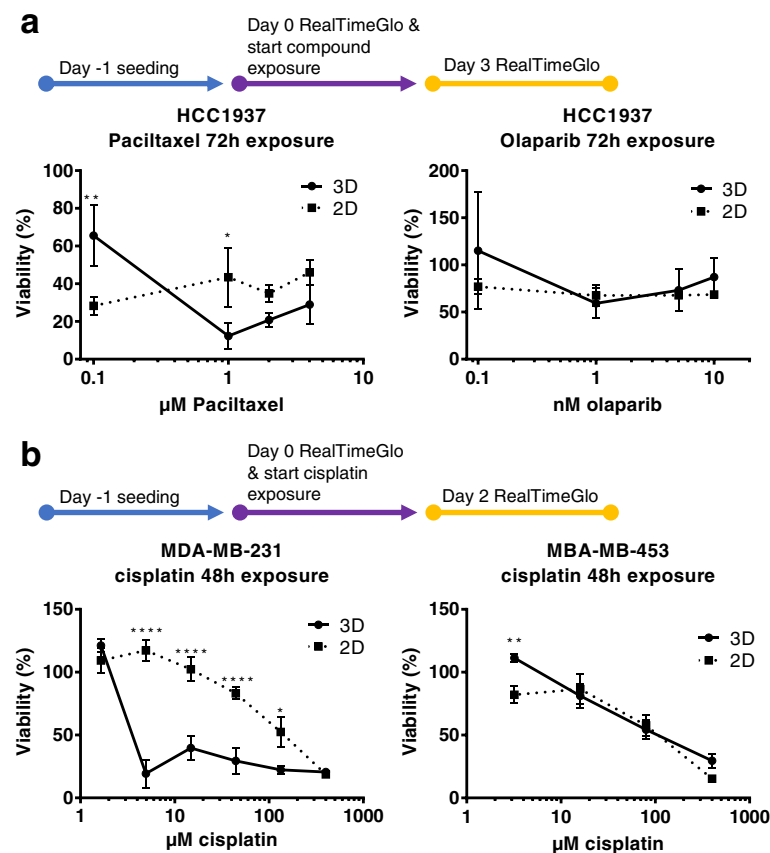 a
Day 0 RealTimeGlo &
start compound
exposure
Day -1 seeding
Day 3 RealTimeGlo
HCC1937
Paciltaxel 72h exposure
100
80
60
40
20
0
Viability (%)
**
*
3D
2D
0.1
1
10
µM Paciltaxel
HCC1937
Olaparib 72h exposure
200
150
100
50
0
Viability (%)
3D
2D
0.1
1
10
nM olaparib
b
Day 0 RealTimeGlo
& start cisplatin
exposure
Day -1 seeding
Day 2 RealTimeGlo
MDA-MB-231
cisplatin 48h exposure
150
100
50
0
Viability (%)
****
****
****
*
3D
2D
1
10
100
1000
µM cisplatin
MBA-MB-453
cisplatin 48h exposure
150
100
50
0
Viability (%)
**
3D
2D
1
10
100
1000
µM cisplatin